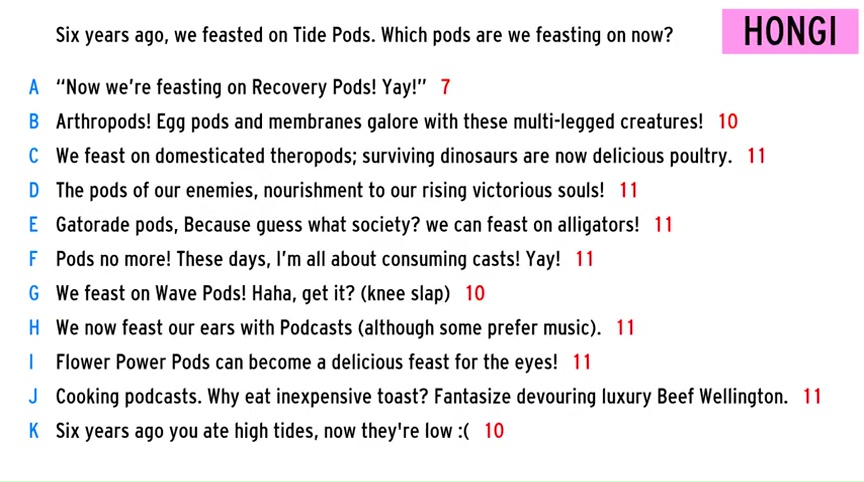 Six years ago, we feasted on Tide Pods. Which pods are we feasting on now?
HONGI
A “Now we’re feasting on Recovery Pods! Yay!” 7
B Arthropods! Egg pods and membranes galore with these multi-legged creatures! 10
C We feast on domesticated theropods; surviving dinosaurs are now delicious poultry. 11
D The pods of our enemies, nourishment to our rising victorious souls! 11
E Gatorade pods, Because guess what society? we can feast on alligators! 11
F Pods no more! These days, I’m all about consuming casts! Yay! 11
G We feast on Wave Pods! Haha, get it? (knee slap) 10
H We now feast our ears with Podcasts (although some prefer music). 11
I Flower Power Pods can become a delicious feast for the eyes! 11
J Cooking podcasts. Why eat inexpensive toast? Fantasize devouring luxury Beef Wellington. 11
K Six years ago you ate high tides, now they're low :( 10